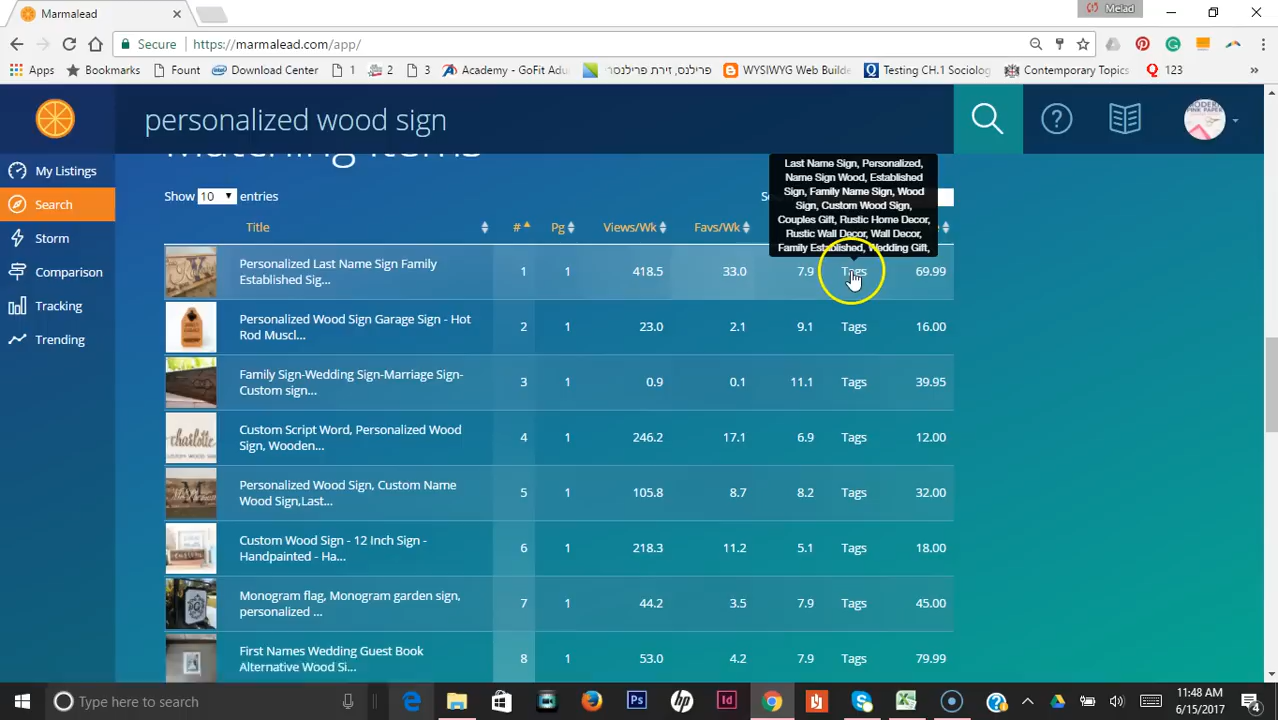 Marmalead
Melad
Secure
https://marmalead.com/app/
Apps
Bookmarks
Fount
Download Center
1
2
3
Academy - GoFit Adu
פרילנס, זירת פרילנסרי
WYSIWYG Web Builde
Testing CH.1 Sociolog
Contemporary Topics
123
»
personalized wood sign
My Listings
Search
Storm
Comparison
Tracking
Trending
Matching Items
Show 10 entries
Last Name Sign, Personalized,
Name Sign Wood, Established
Sign, Family Name Sign, Wood
Sign, Custom Wood Sign,
Couples Gift, Rustic Home Decor,
Rustic Wall Decor, Wall Decor,
Family Established, Wedding Gift,
Title # Pg Views/Wk Favs/Wk
Personalized Last Name Sign Family
Established Sig...
1 1 418.5 33.0 7.9 Tags 69.99
Personalized Wood Sign Garage Sign - Hot
Rod Muscl...
2 1 23.0 2.1 9.1 Tags 16.00
Family Sign-Wedding Sign-Marriage Sign-
Custom sign...
3 1 0.9 0.1 11.1 Tags 39.95
charlotte
Custom Script Word, Personalized Wood
Sign, Wooden...
4 1 246.2 17.1 6.9 Tags 12.00
Personalized Wood Sign, Custom Name
Wood Sign,Last...
5 1 105.8 8.7 8.2 Tags 32.00
Custom Wood Sign - 12 Inch Sign -
Handpainted - Ha...
6 1 218.3 11.2 5.1 Tags 18.00
Monogram flag, Monogram garden sign,
personalized ...
7 1 44.2 3.5 7.9 Tags 45.00
First Names Wedding Guest Book
Alternative Wood Si...
8 1 53.0 4.2 7.9 Tags 79.99
Type here to search
11:48 AM
6/15/2017
4